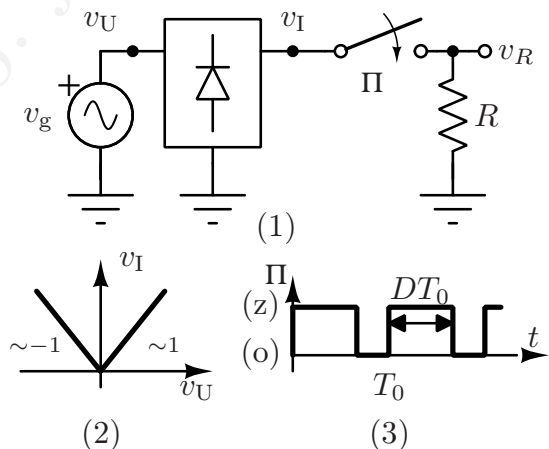 v_U v_I v_R
+
v_g Π R
(1)
v_I Π
(z) DT_0
∼−1 ∼1 (o)
v_U T_0 t
(2) (3)